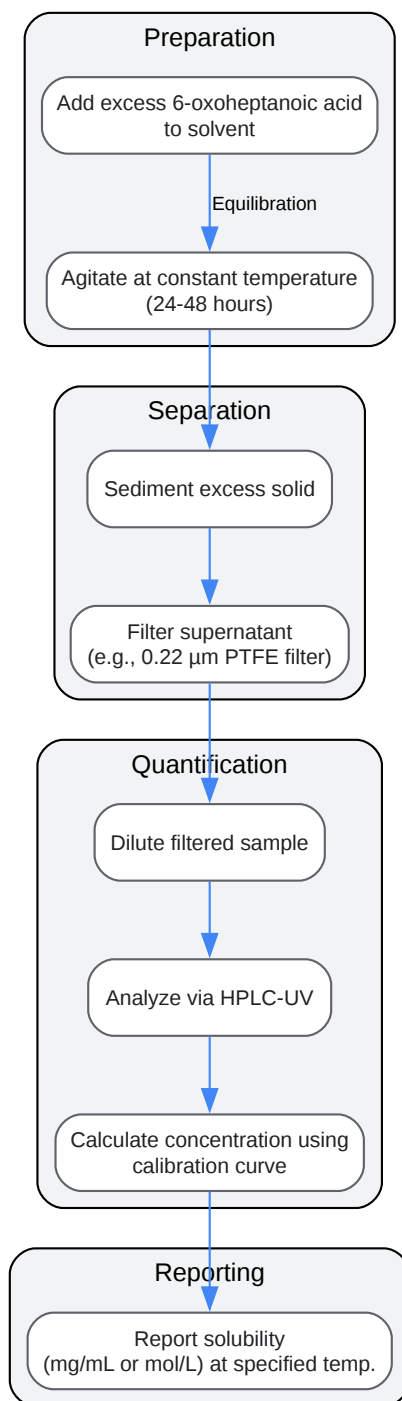 Preparation
Add excess 6-oxoheptanoic acid
to solvent
Equilibration
Agitate at constant temperature
(24-48 hours)
Separation
Sediment excess solid
Filter supernatant
(e.g., 0.22 µm PTFE filter)
Quantification
Dilute filtered sample
Analyze via HPLC-UV
Calculate concentration using
calibration curve
Reporting
Report solubility
(mg/mL or mol/L) at specified temp.